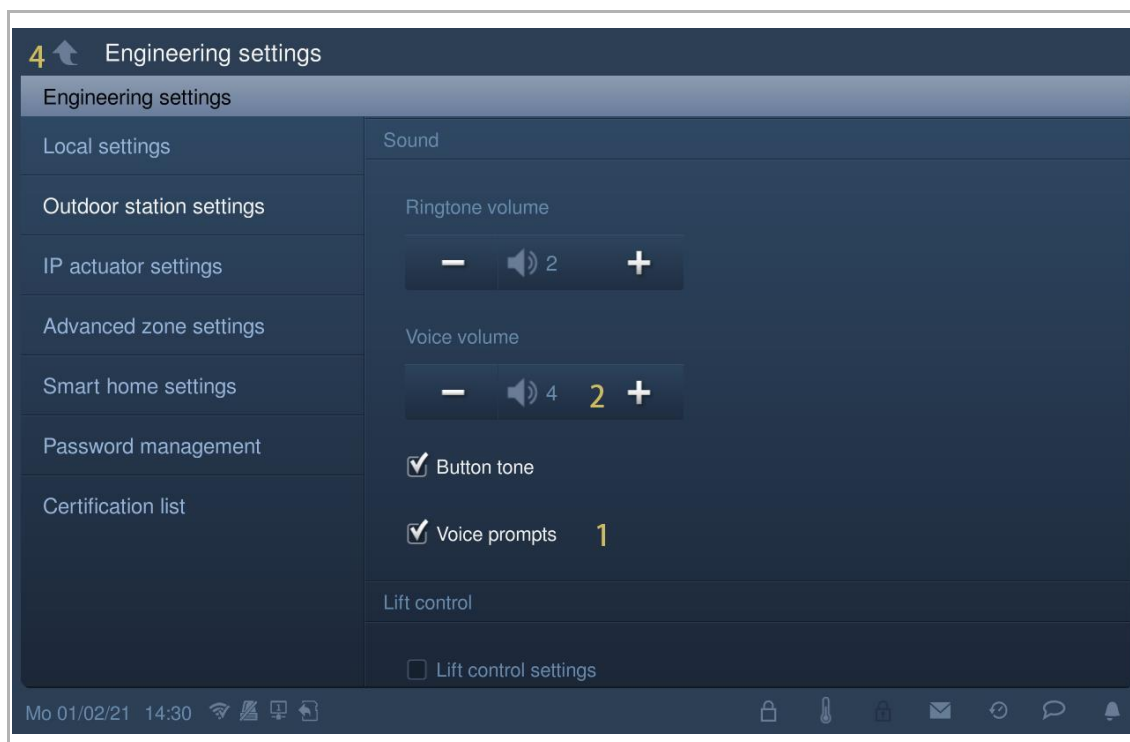 4 Engineering settings
Engineering settings
Local settings
Outdoor station settings
IP actuator settings
Advanced zone settings
Smart home settings
Password management
Certification list
Sound
Ringtone volume
− 2 +
Voice volume
− 4 2 +
Button tone
Voice prompts 1
Lift control
Lift control settings
Mo 01/02/21 14:30